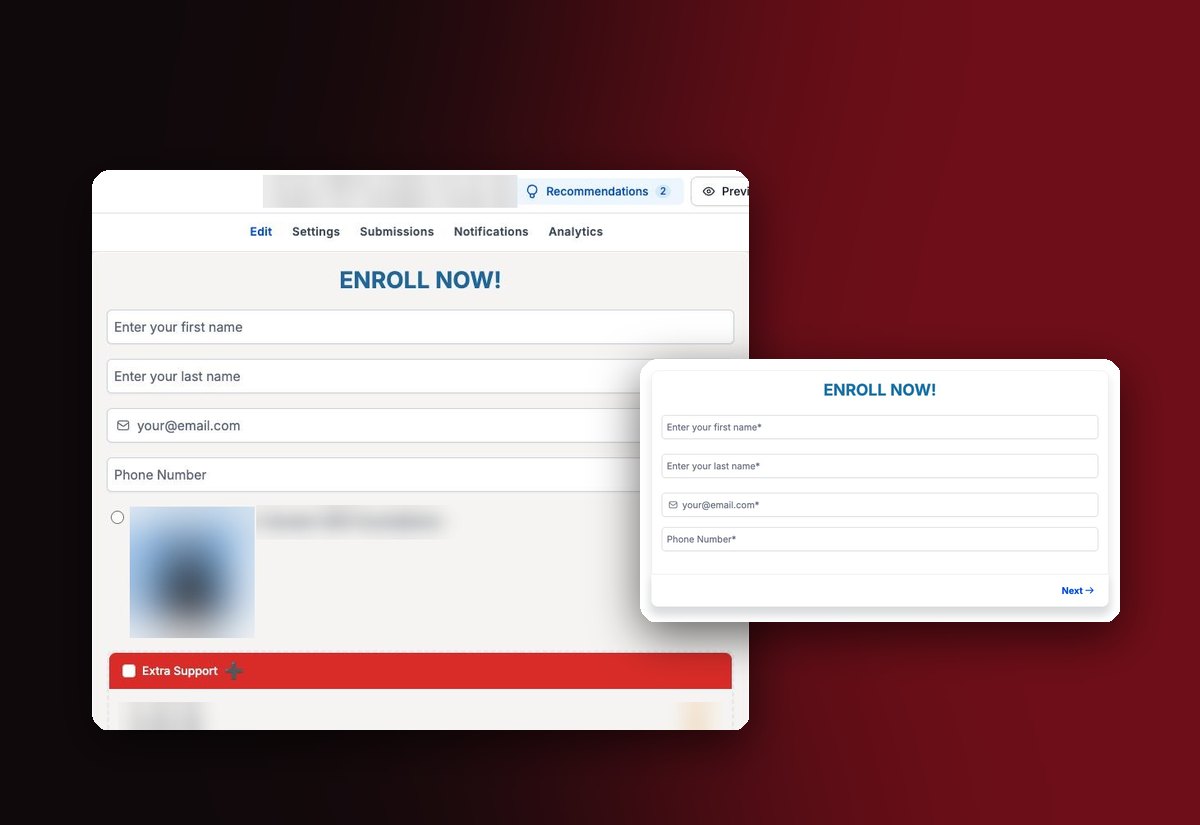 Recommendations 2
Previ
Edit Settings Submissions Notifications Analytics
ENROLL NOW!
Enter your first name
Enter your last name
your@email.com
Phone Number
Extra Support
ENROLL NOW!
Enter your first name*
Enter your last name*
your@email.com*
Phone Number*
Next